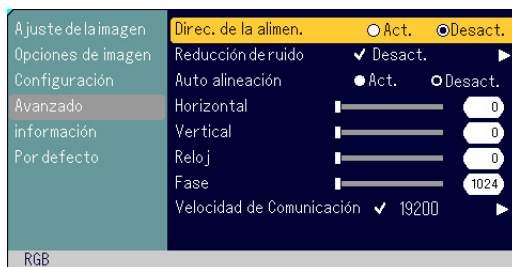 Ajuste de la imagen
Opciones de imagen
Configuración
Avanzado
información
Por defecto
Direc. de la alimen. Act. Desact.
Reducción de ruido ✓ Desact.
Auto alineación Act. Desact.
Horizontal 0
Vertical 0
Reloj 0
Fase 1024
Velocidad de Comunicación ✓ 19200
RGB